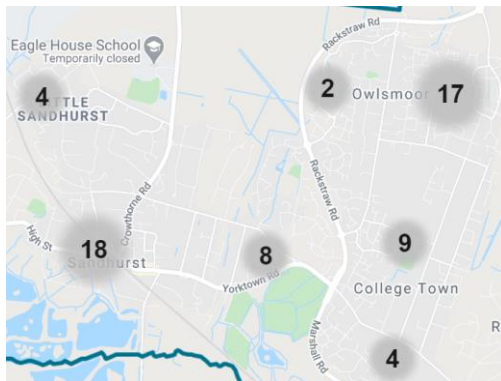 Rackstraw Rd
Eagle House School
Temporarily closed
4
SANDHURST
2
Owlsmoor
17
Rackstraw Rd
Crowthorne Rd
High St
18
Sandhurst
8
9
Yorktown Rd
College Town
Marshall Rd
R
4